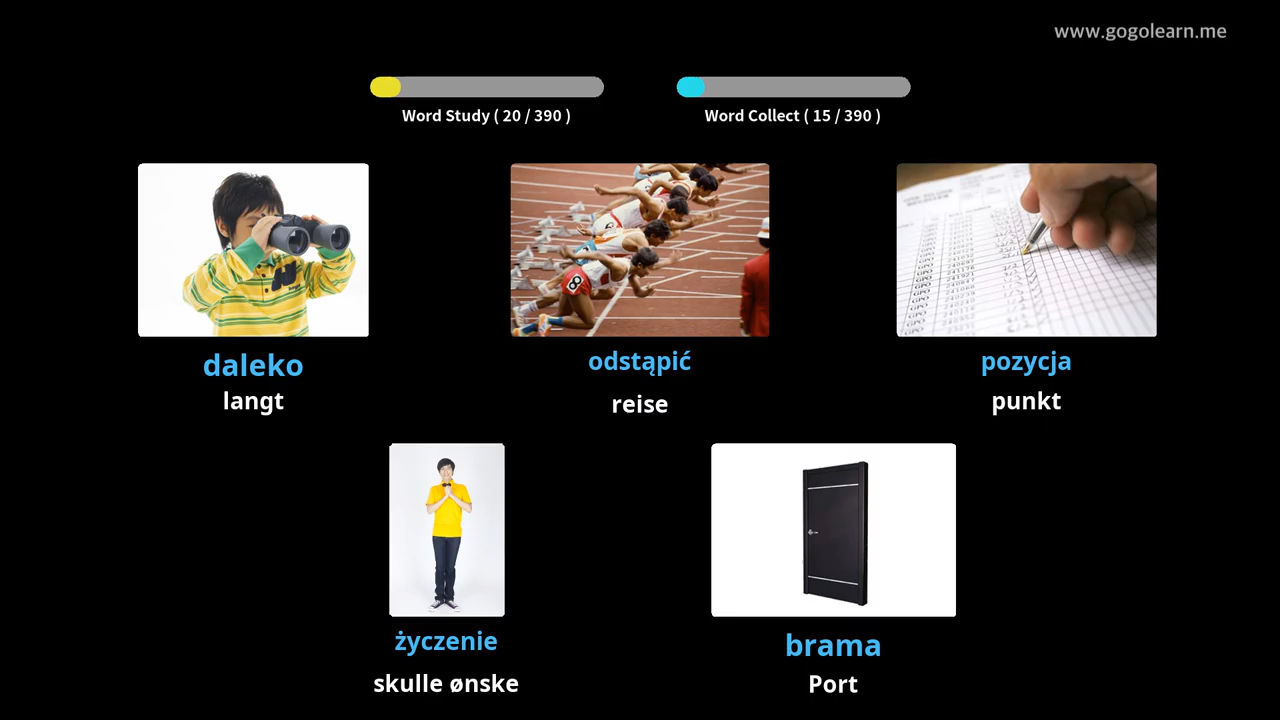 www.gogolearn.me
Word Study ( 20 / 390 )
Word Collect ( 15 / 390 )
daleko
langt
odstąpić
reise
pozycja
punkt
życzenie
skulle ønske
brama
Port